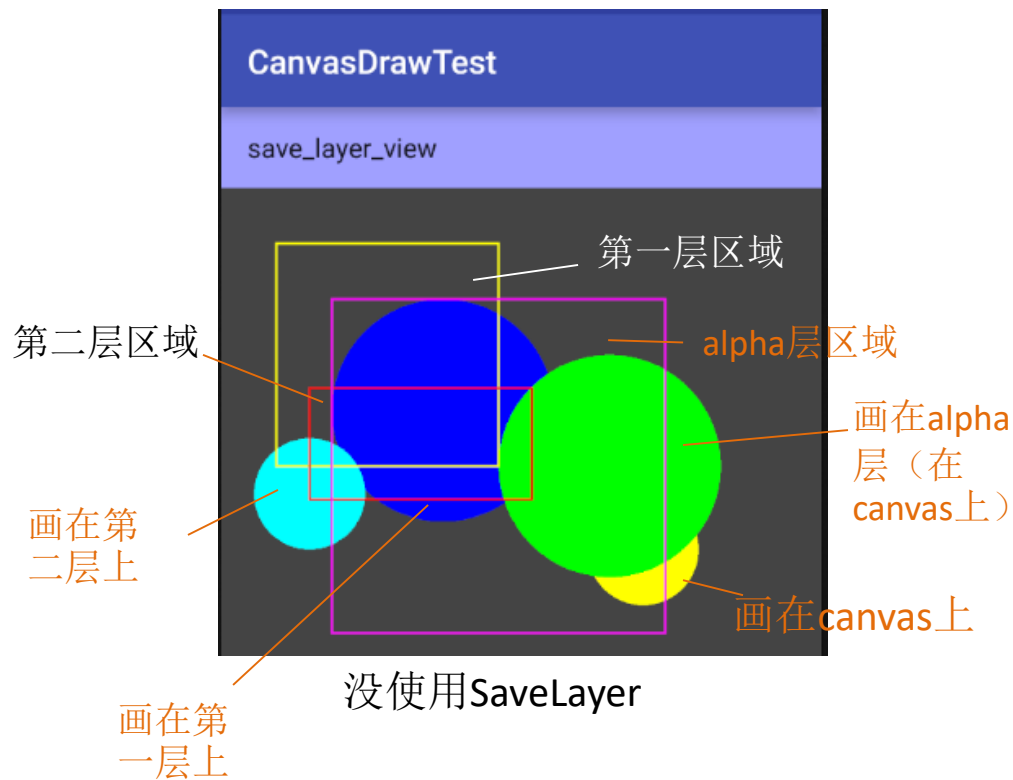 CanvasDrawTest
save_layer_view
第一层区域
第二层区域
alpha层区域
画在alpha
层（在
canvas上）
画在第
二层上
画在canvas上
没使用SaveLayer
画在第
一层上